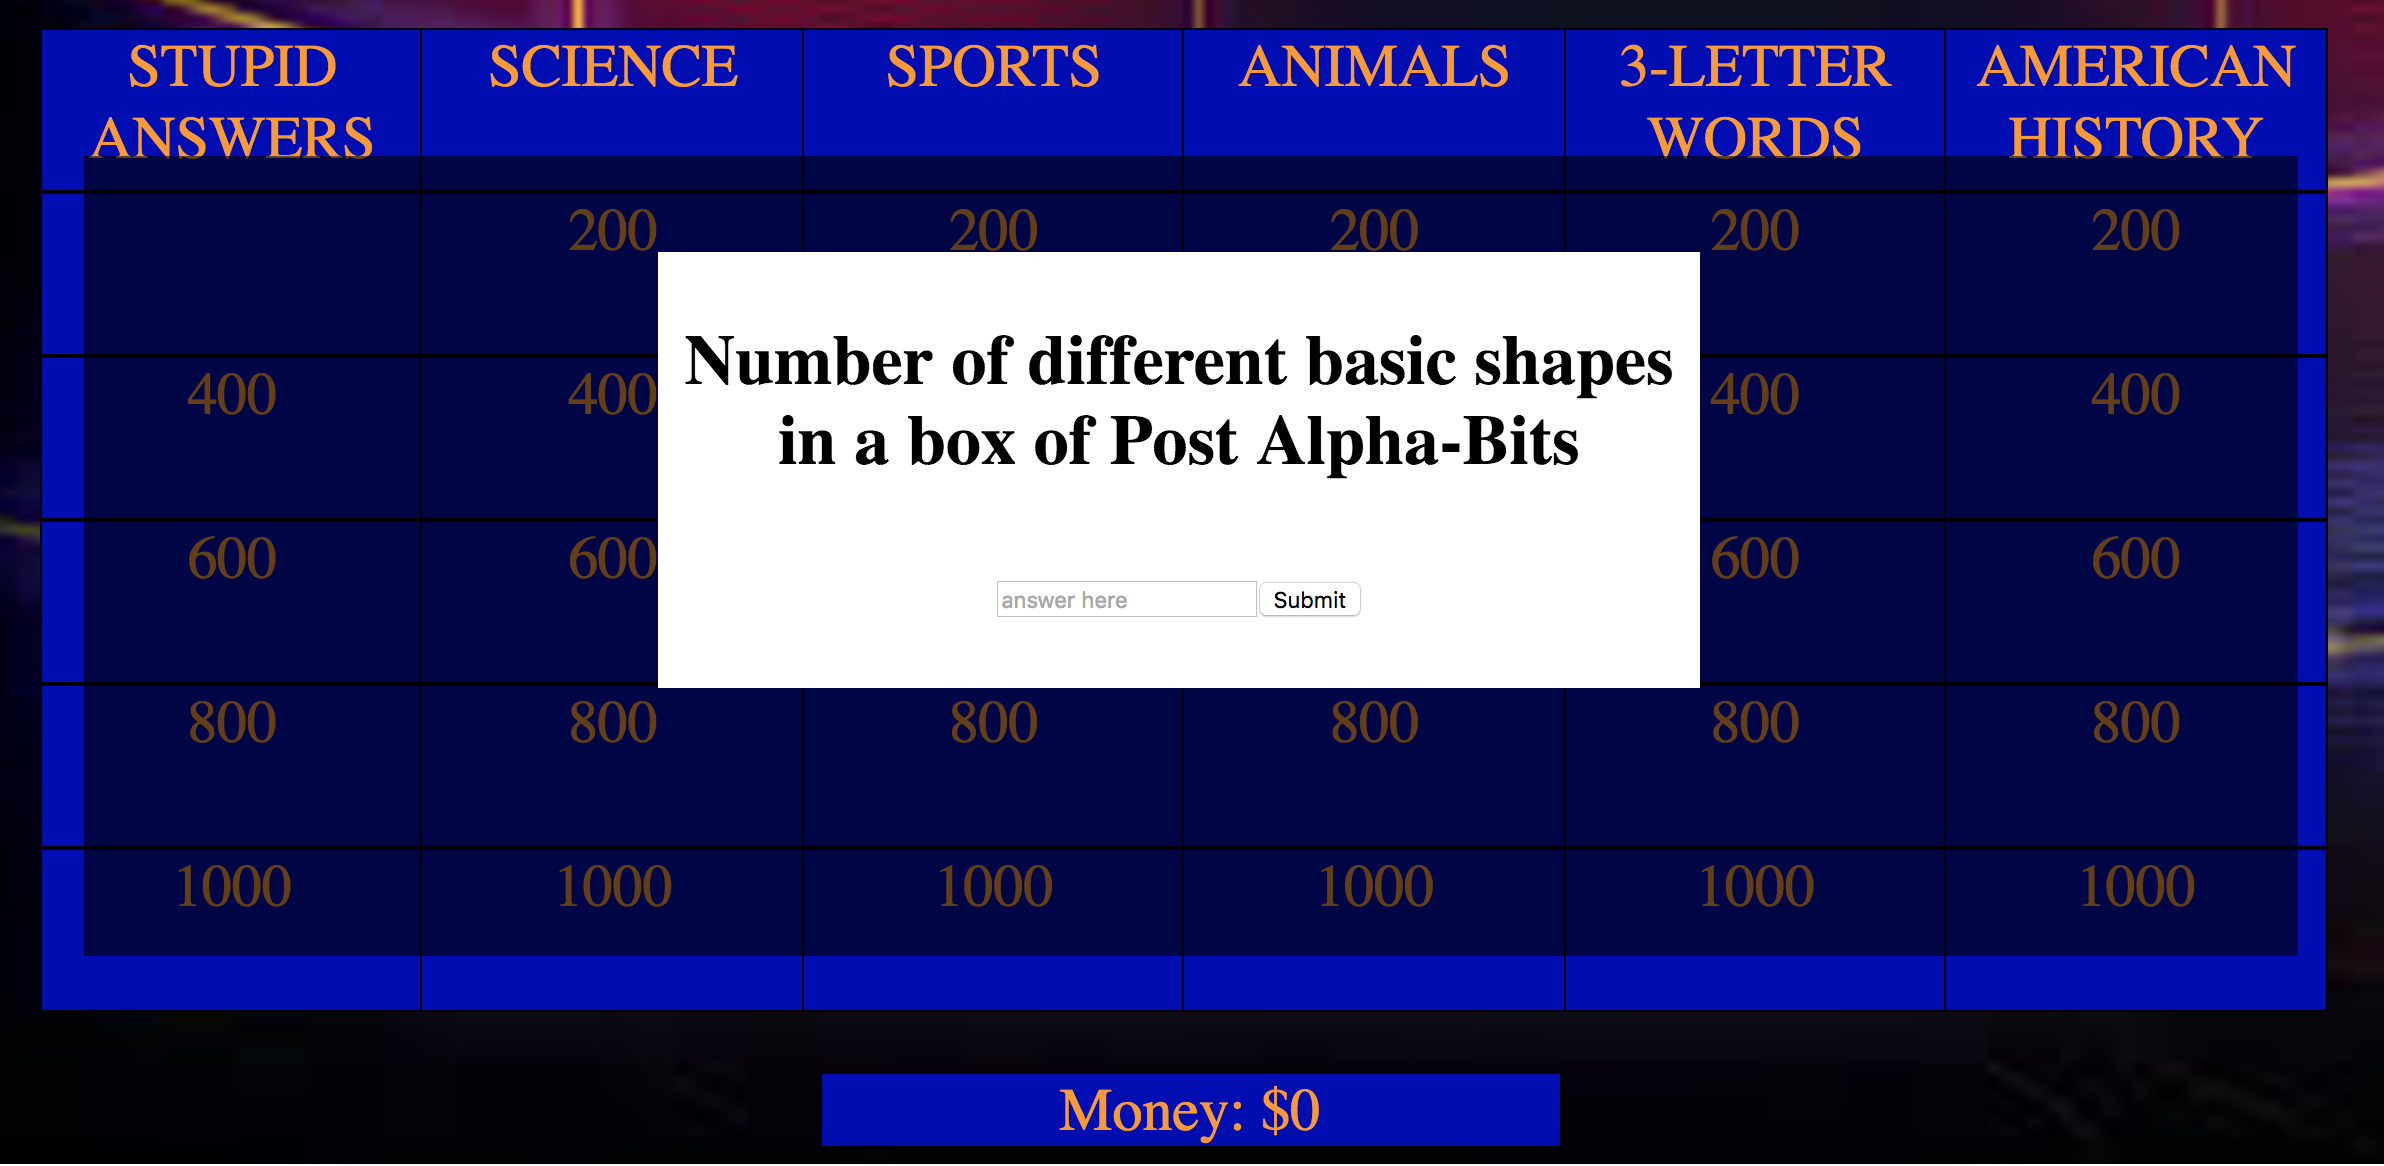 STUPID ANSWERS
SCIENCE
SPORTS
ANIMALS
3-LETTER WORDS
AMERICAN HISTORY
200
200
200
200
200
Number of different basic shapes
in a box of Post Alpha-Bits
answer here
Submit
400
400
400
400
600
600
600
600
800
800
800
800
800
800
1000
1000
1000
1000
1000
1000
Money: $0